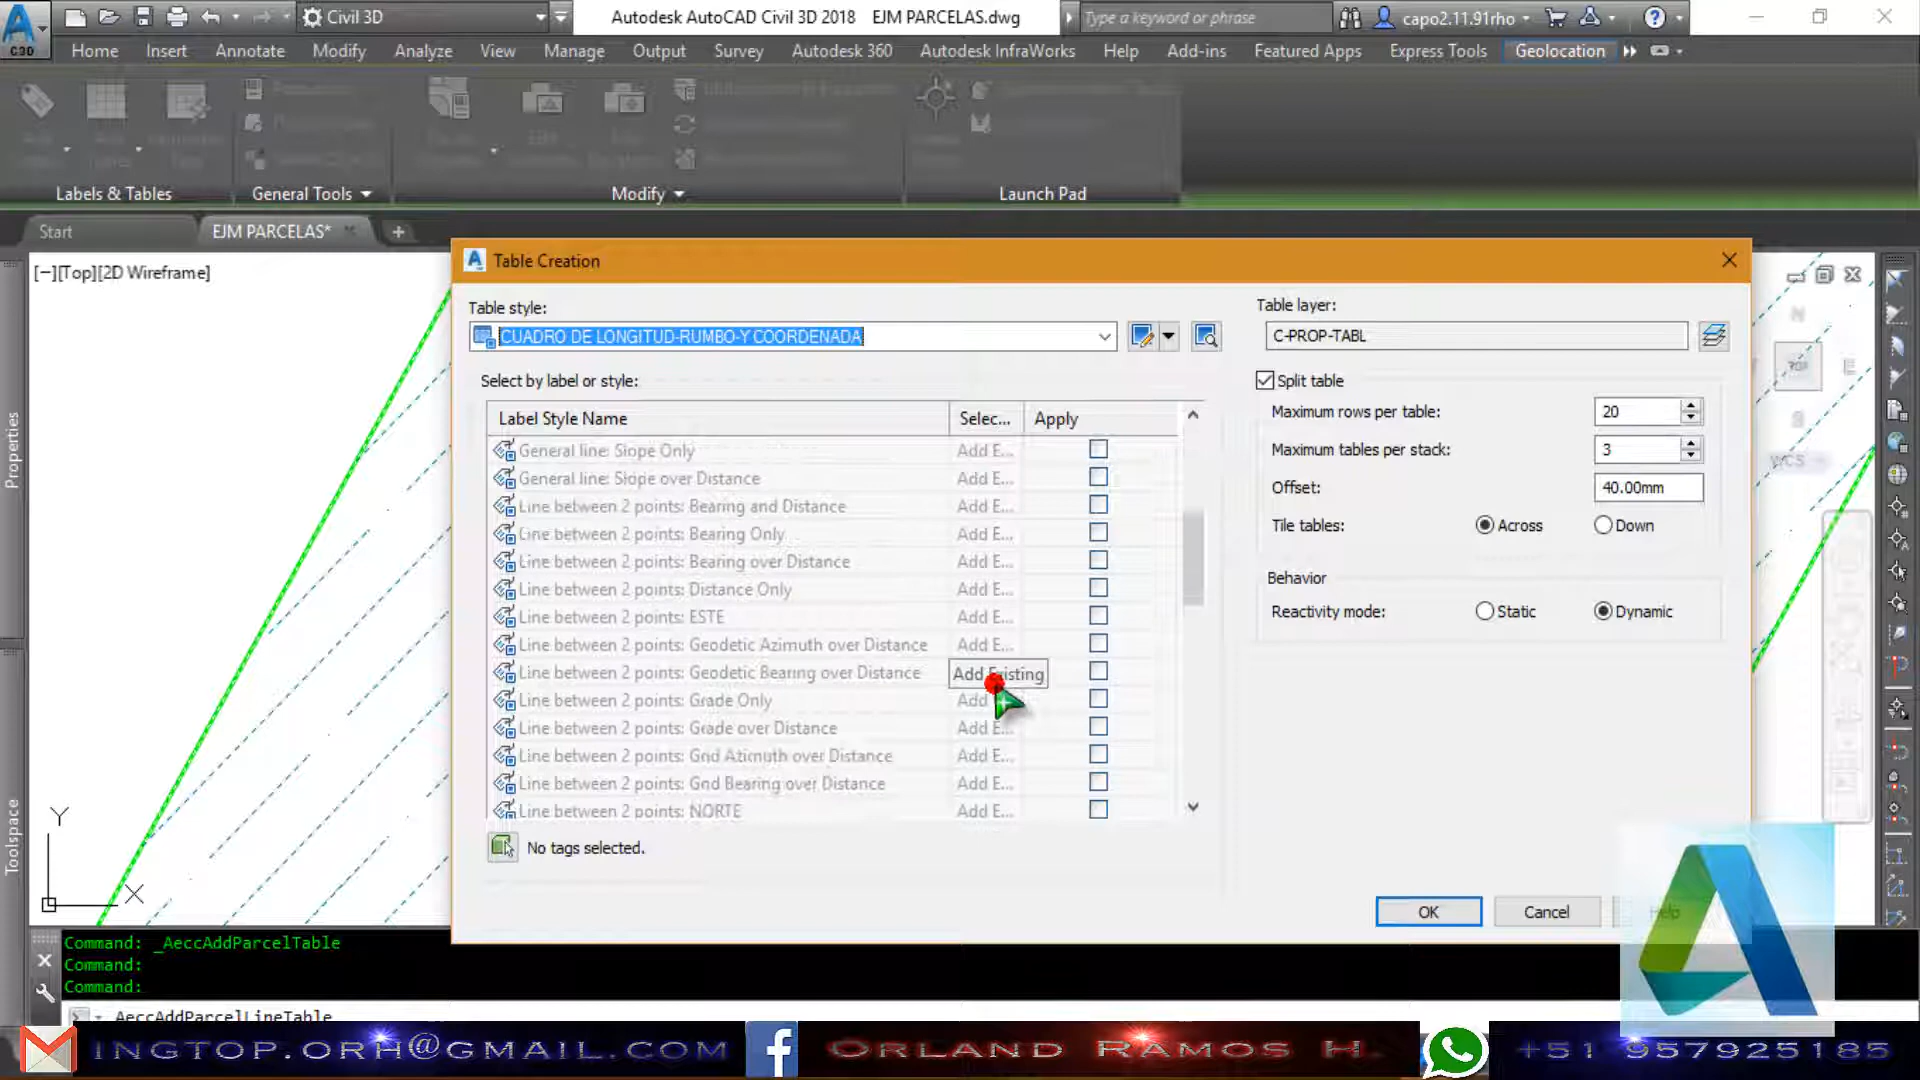 C3D
Civil 3D
Autodesk AutoCAD Civil 3D 2018 EJM PARCELAS.dwg
Type a keyword or phrase
capo2.11.91rho
Home Insert Annotate Modify Analyze View Manage Output Survey Autodesk 360 Autodesk InfraWorks Help Add-ins Featured Apps Express Tools Geolocation
Labels & Tables General Tools Modify Launch Pad
Start EJM PARCELAS*
[−][Top][2D Wireframe]
Properties
Toolspace
Table Creation
Table style:
CUADRO DE LONGITUD-RUMBO-Y COORDENADA
Table layer:
C-PROP-TABL
Select by label or style:
Label Style Name Selec... Apply
General line: Slope Only Add E...
General line: Slope over Distance Add E...
Line between 2 points: Bearing and Distance Add E...
Line between 2 points: Bearing Only Add E...
Line between 2 points: Bearing over Distance Add E...
Line between 2 points: Distance Only Add E...
Line between 2 points: ESTE Add E...
Line between 2 points: Geodetic Azimuth over Distance Add E...
Line between 2 points: Geodetic Bearing over Distance Add Existing
Line between 2 points: Grade Only Add
Line between 2 points: Grade over Distance Add E...
Line between 2 points: Grid Azimuth over Distance Add E...
Line between 2 points: Grid Bearing over Distance Add E...
Line between 2 points: NORTE Add E...
No tags selected.
Split table
Maximum rows per table: 20
Maximum tables per stack: 3
Offset: 40.00mm
Tile tables: Across Down
Behavior
Reactivity mode: Static Dynamic
OK Cancel Help
N
TOP
E
S
WCS
Y
X
Command: _AeccAddParcelTable
Command:
Command:
AeccAddParcelLineTable
INGTOP.ORH@GMAIL.COM
ORLAND RAMOS H.
+51 957925185